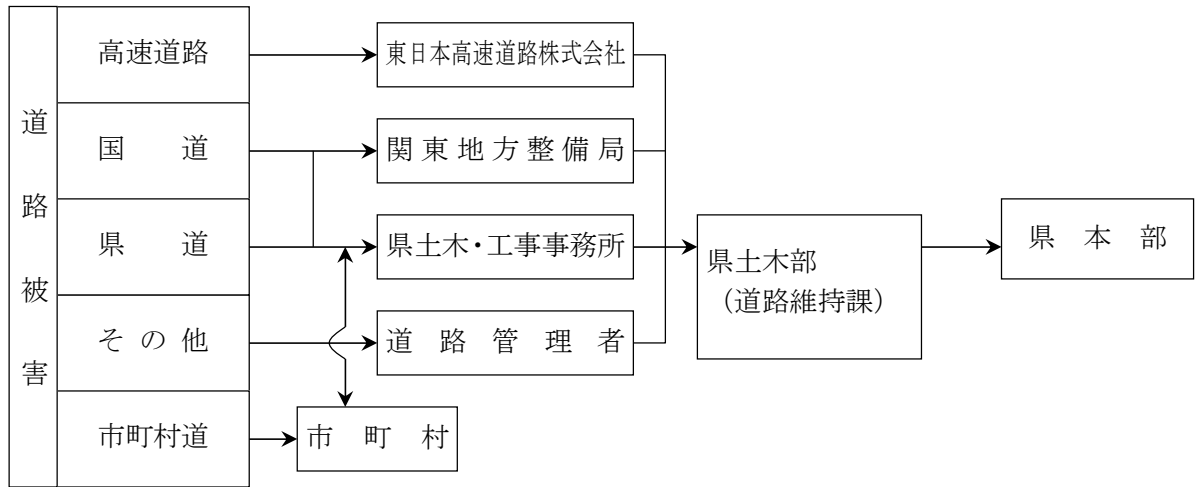 道路被害
高速道路
国道
県道
その他
市町村道
東日本高速道路株式会社
関東地方整備局
県土木・工事事務所
道路管理者
市町村
県土木部
（道路維持課）
県本部